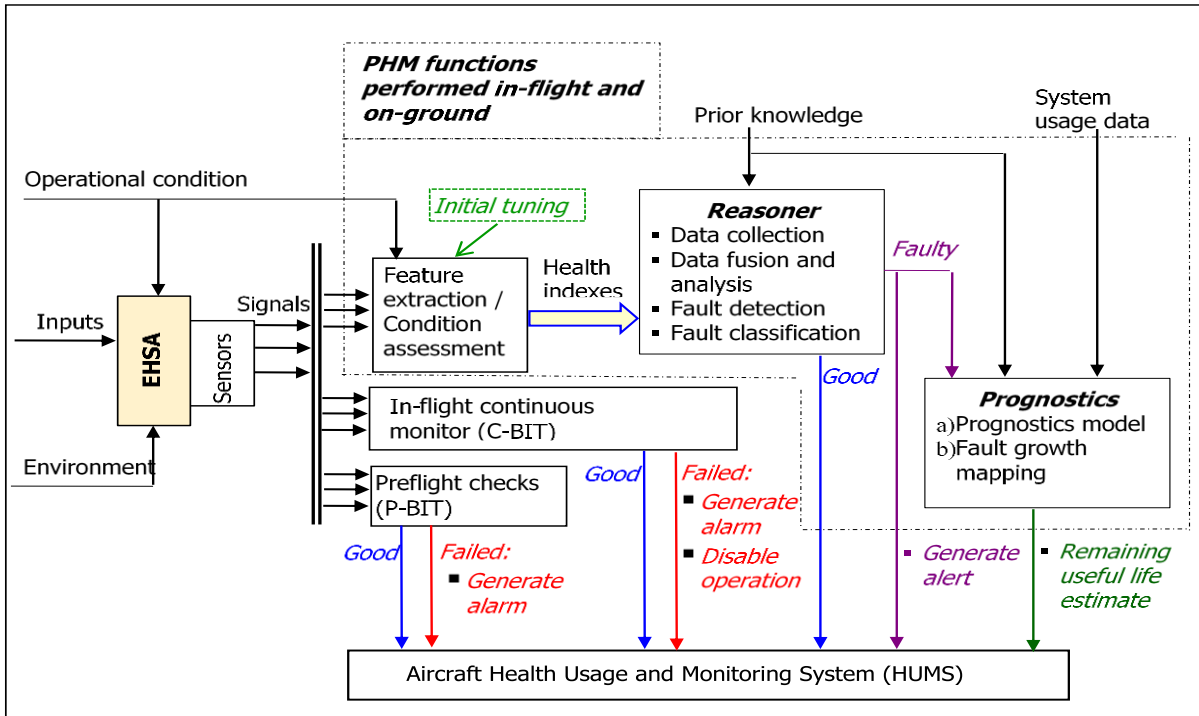 PHM functions
performed in-flight and
on-ground
Prior knowledge
System
usage data
Operational condition
Initial tuning
Reasoner
▪ Data collection
▪ Data fusion and
analysis
▪ Fault detection
▪ Fault classification
Faulty
Feature
extraction /
Condition
assessment
Health
indexes
Signals
Inputs
EHSA
Sensors
Good
Prognostics
a)Prognostics model
b)Fault growth
mapping
In-flight continuous
monitor (C-BIT)
Environment
Preflight checks
(P-BIT)
Good
Failed:
▪ Generate
alarm
▪ Disable
operation
Good
Failed:
▪ Generate
alarm
▪ Generate
alert
▪ Remaining
useful life
estimate
Aircraft Health Usage and Monitoring System (HUMS)